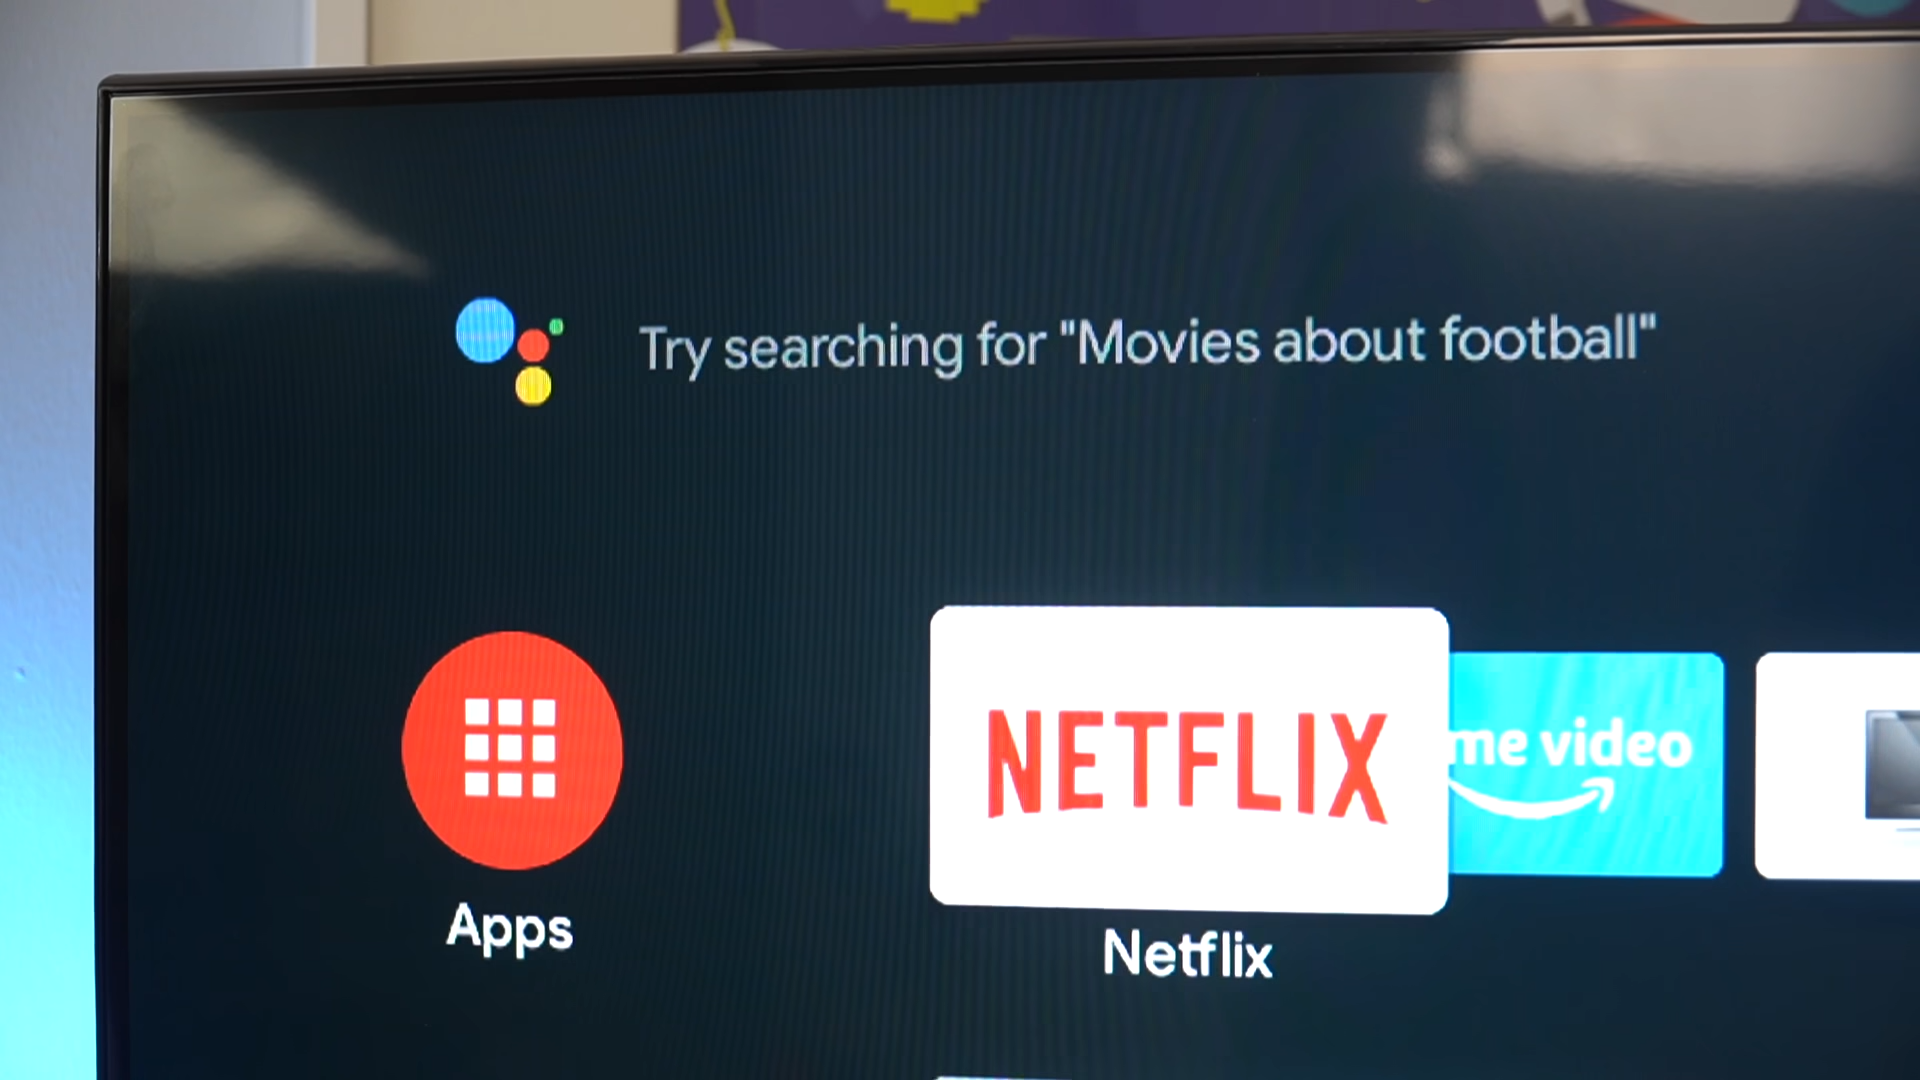 Try searching for "Movies about football"
NETFLIX
me video
Apps
Netflix